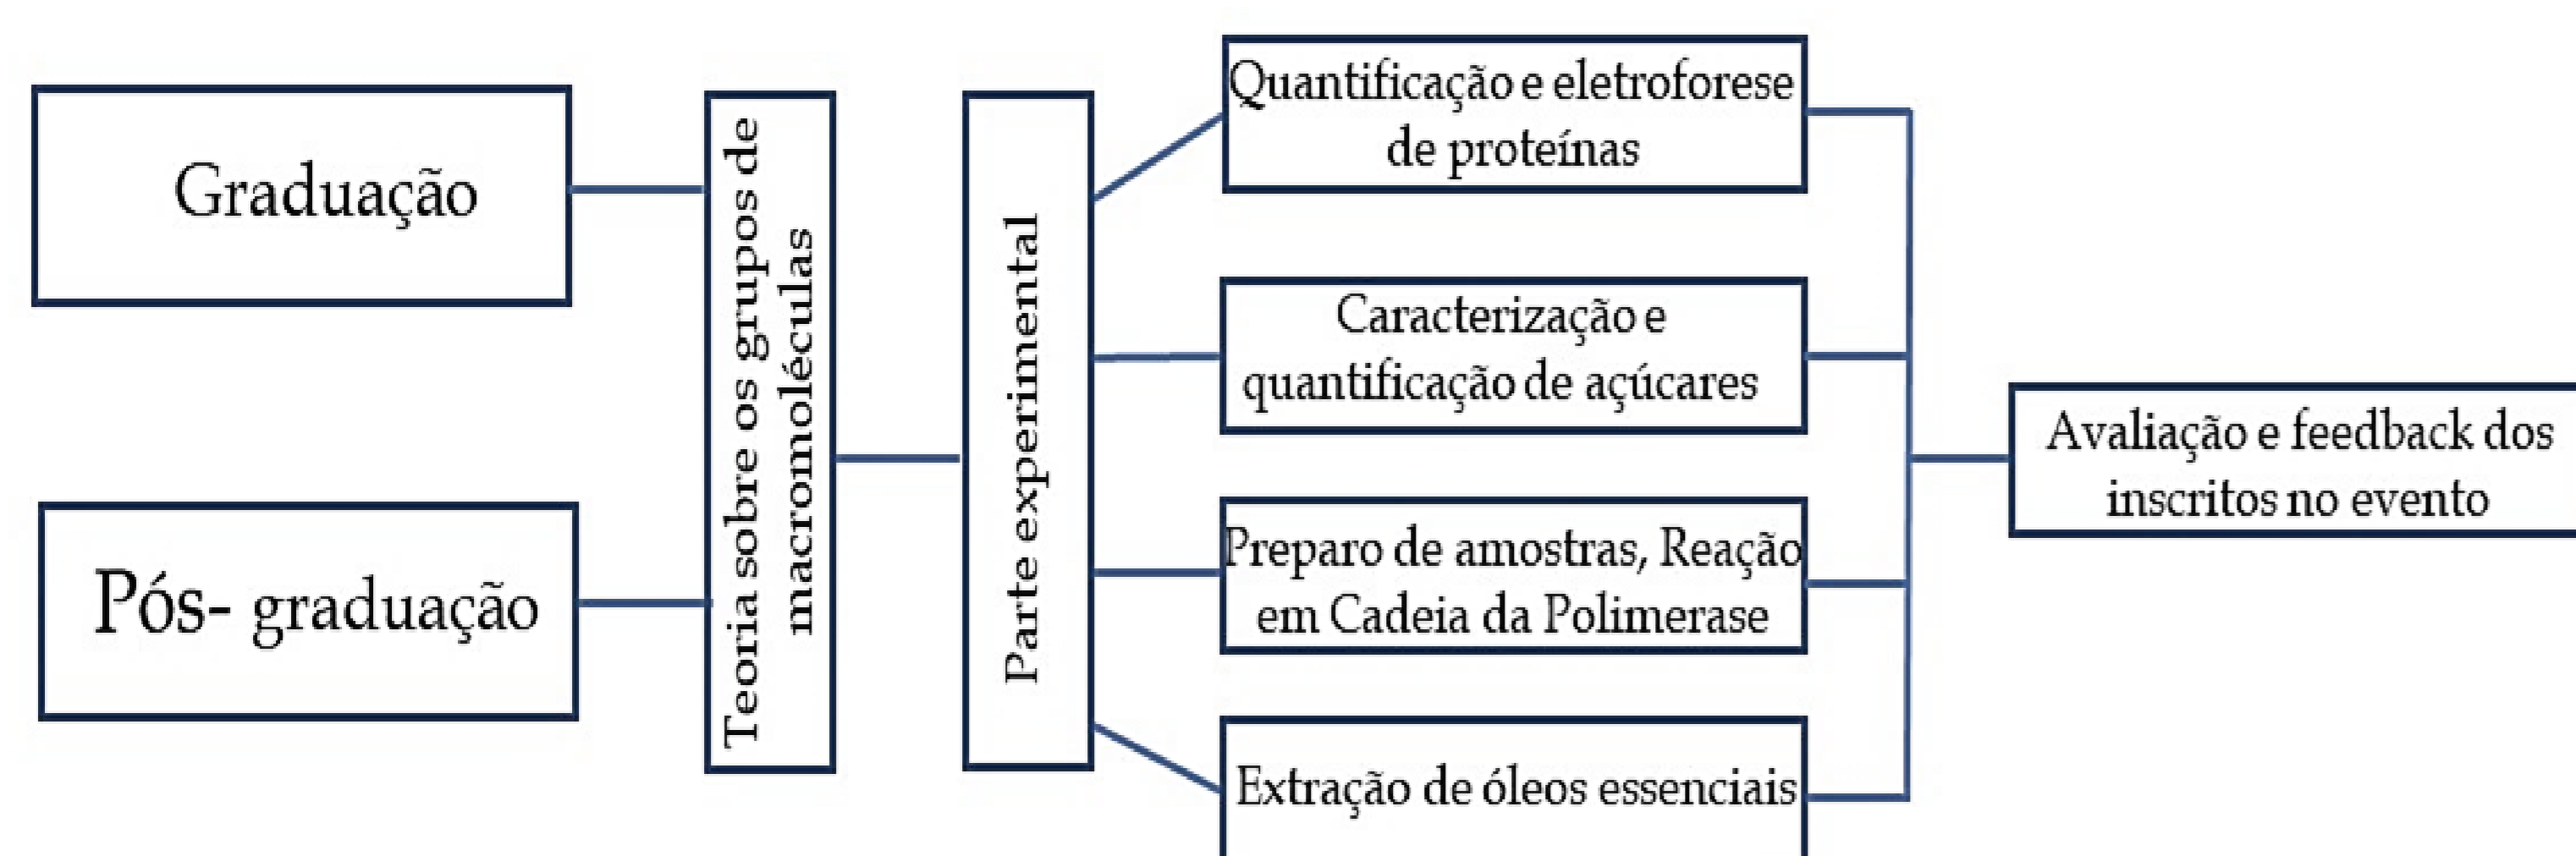 Graduação
Pós- graduação
Teoria sobre os grupos de
macromoléculas
Parte experimental
Quantificação e eletroforese
de proteínas
Caracterização e
quantificação de açúcares
Preparo de amostras, Reação
em Cadeia da Polimerase
Extração de óleos essenciais
Avaliação e feedback dos
inscritos no evento